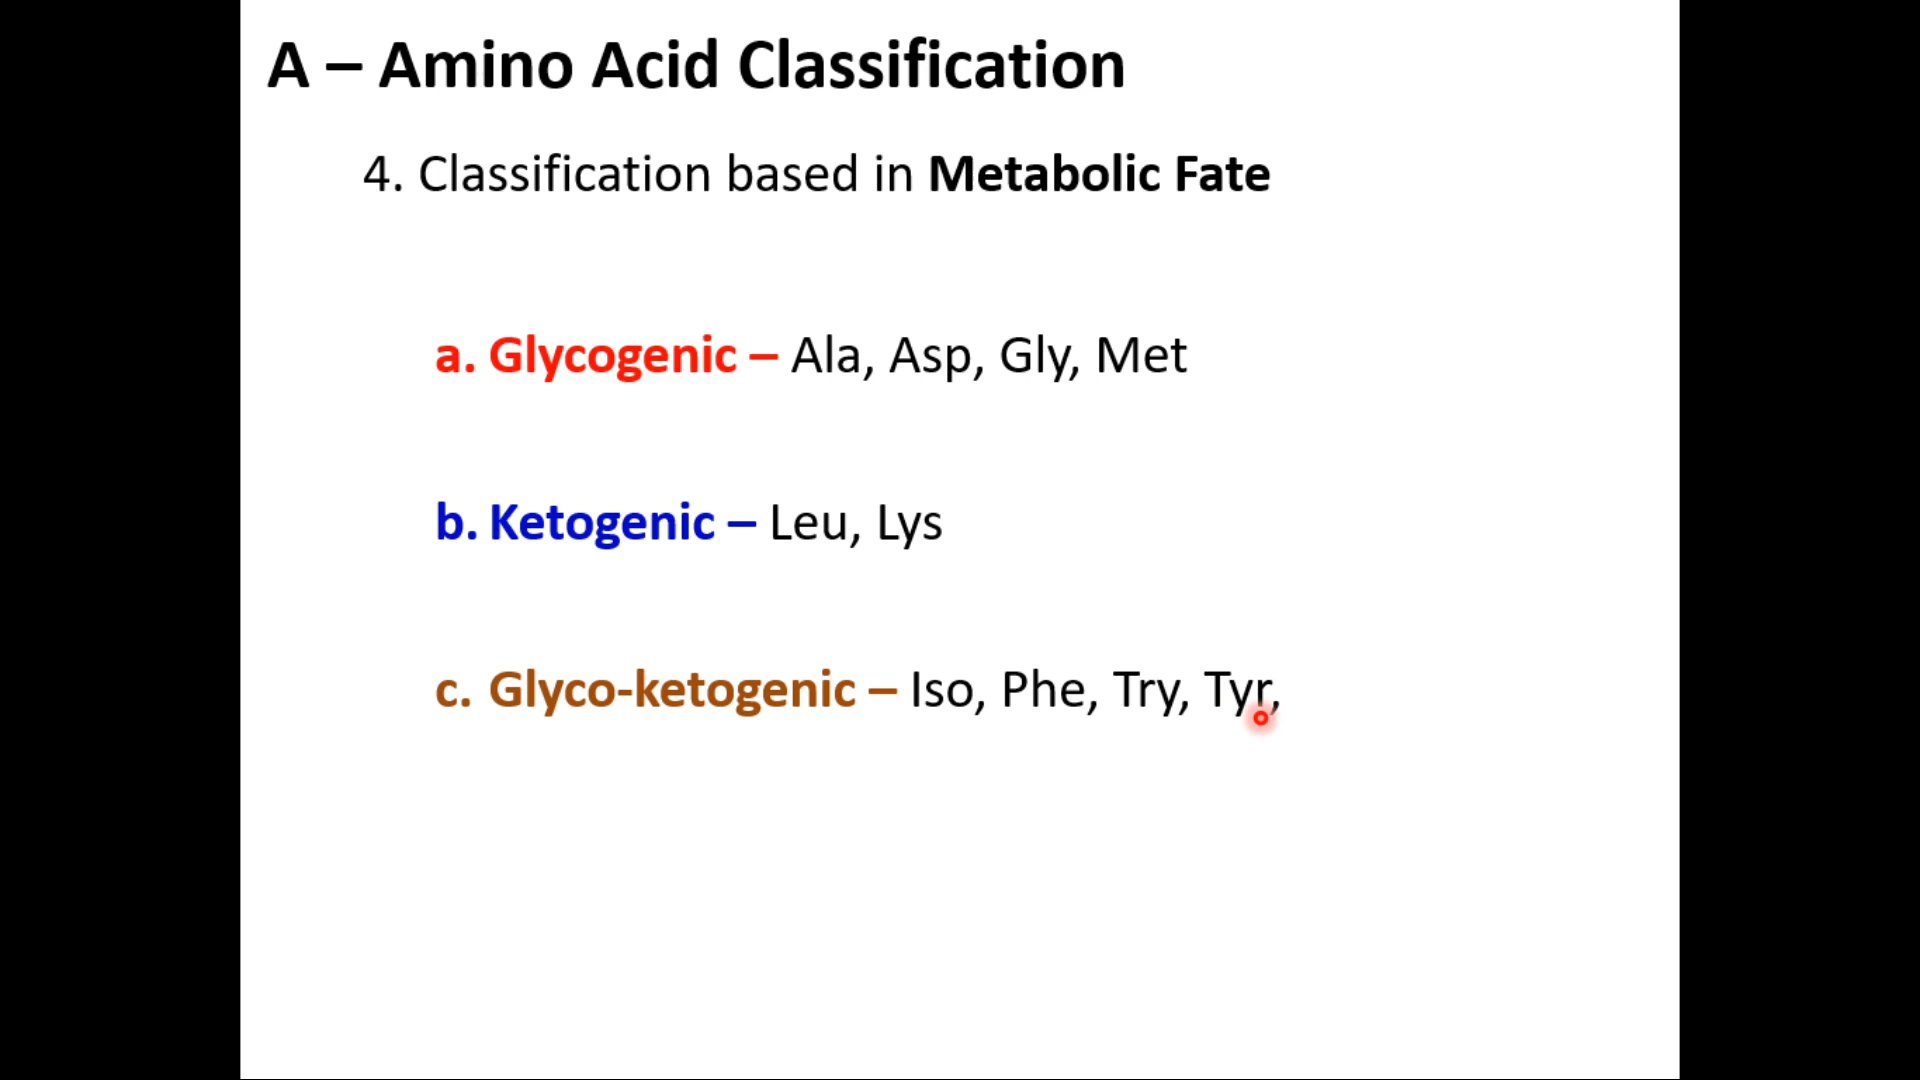 A – Amino Acid Classification
4. Classification based in Metabolic Fate
a. Glycogenic – Ala, Asp, Gly, Met
b. Ketogenic – Leu, Lys
c. Glyco-ketogenic – Iso, Phe, Try, Tyr,